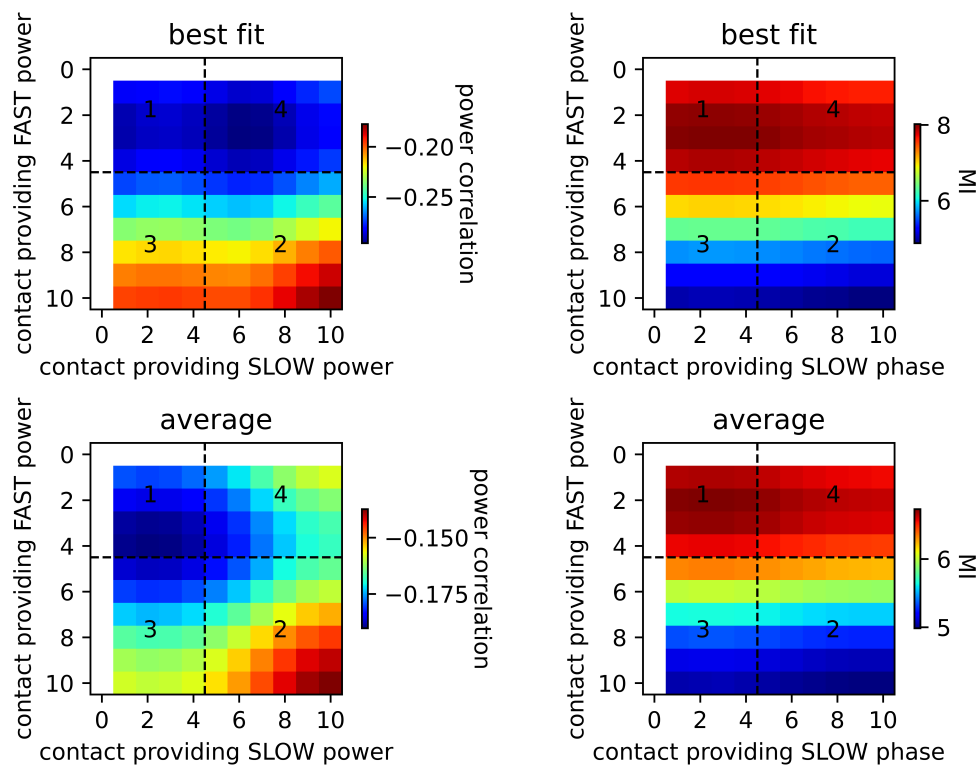 best fit
contact providing FAST power
0
2
4
6
8
10
1
4
3
2
0 2 4 6 8 10
contact providing SLOW power
−0.20
−0.25
power correlation
best fit
contact providing FAST power
0
2
4
6
8
10
1
4
3
2
0 2 4 6 8 10
contact providing SLOW phase
8
6
MI
average
contact providing FAST power
0
2
4
6
8
10
1
4
3
2
0 2 4 6 8 10
contact providing SLOW power
−0.150
−0.175
power correlation
average
contact providing FAST power
0
2
4
6
8
10
1
4
3
2
0 2 4 6 8 10
contact providing SLOW phase
6
5
MI